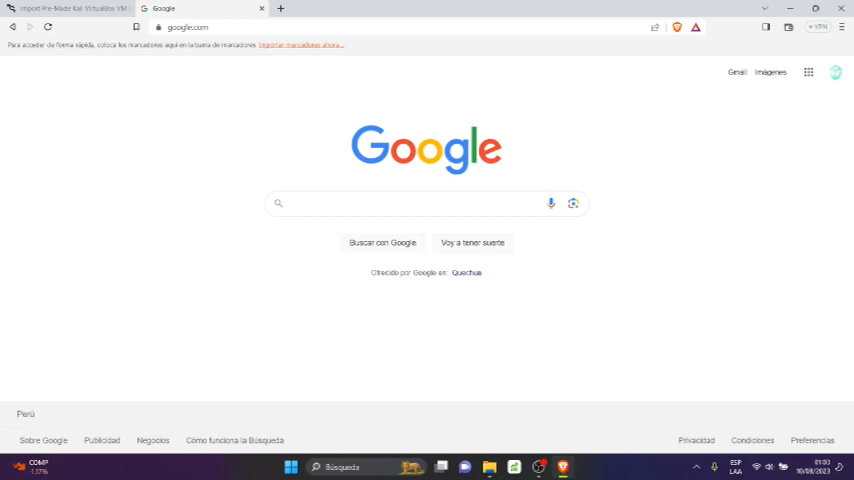 Import Pre-Made Kali VirtualBox VM |
Google
google.com
VPN
Para acceder de forma rápida, coloca los marcadores aquí en la barra de marcadores. Importar marcadores ahora...
Gmail Imágenes
Google
Buscar con Google Voy a tener suerte
Ofrecido por Google en: Quechua
Perú
Sobre Google Publicidad Negocios Cómo funciona la Búsqueda
Privacidad Condiciones Preferencias
COMP
-1.17%
Búsqueda
ESP
LAA
10/08/2023